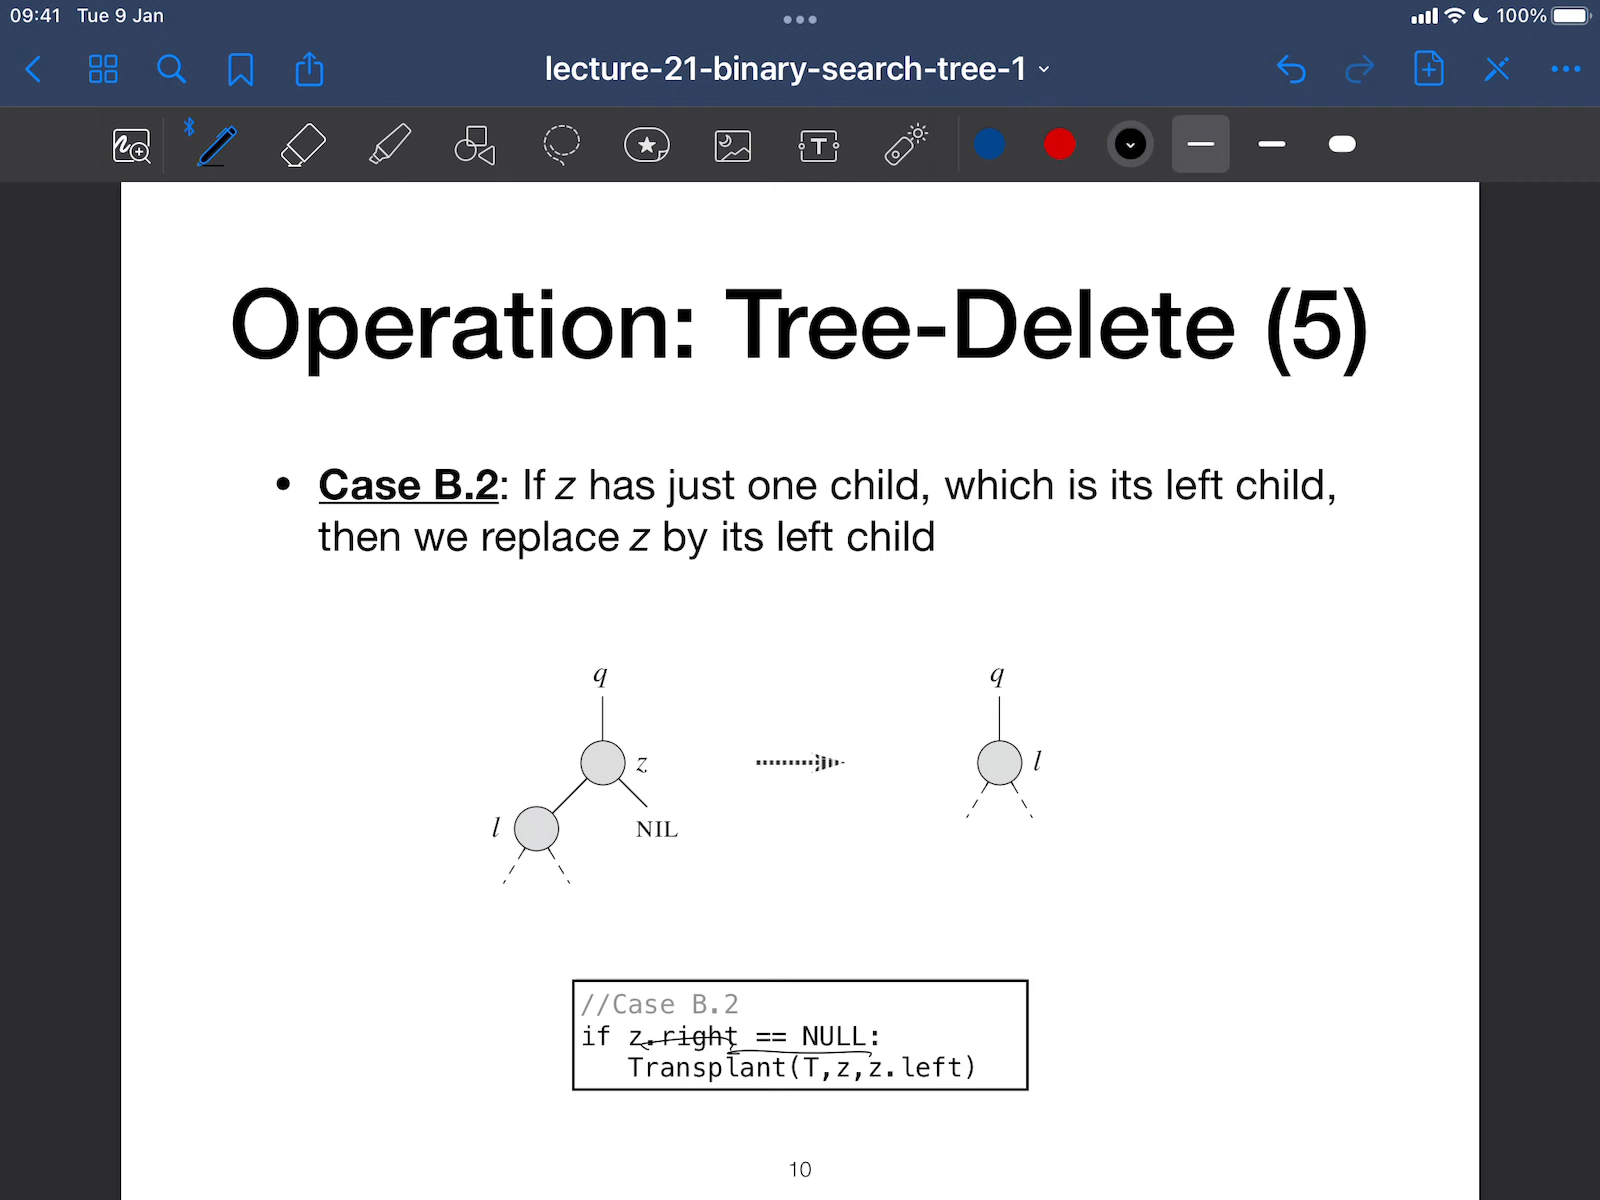 09:41 Tue 9 Jan
100%
lecture-21-binary-search-tree-1
T
Operation: Tree-Delete (5)
• Case B.2: If z has just one child, which is its left child,
then we replace z by its left child
q
q
z
l
l
NIL
//Case B.2
if z.right == NULL:
Transplant(T,z,z.left)
10